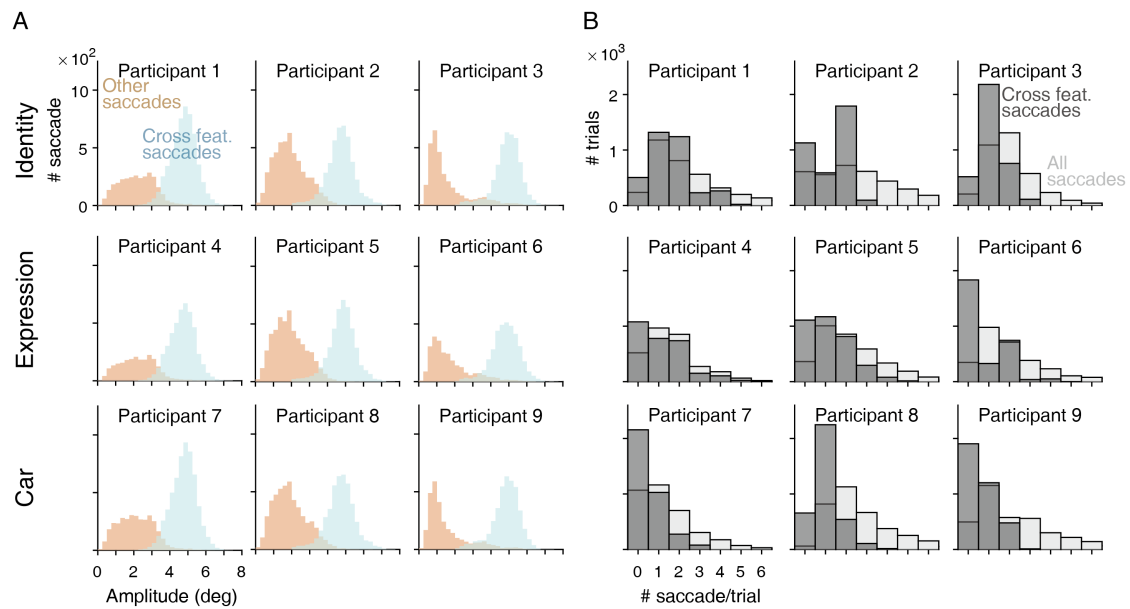 A
B
× 10²
Participant 1
Participant 2
Participant 3
Other
saccades
Cross feat.
saccades
10
5
0
# saccade
Identity
× 10³
Participant 1
Participant 2
Participant 3
Cross feat.
saccades
All
saccades
2
1
0
# trials
Participant 4
Participant 5
Participant 6
Expression
Participant 4
Participant 5
Participant 6
Participant 7
Participant 8
Participant 9
Car
0 2 4 6 8
Amplitude (deg)
Participant 7
Participant 8
Participant 9
0 1 2 3 4 5 6
# saccade/trial